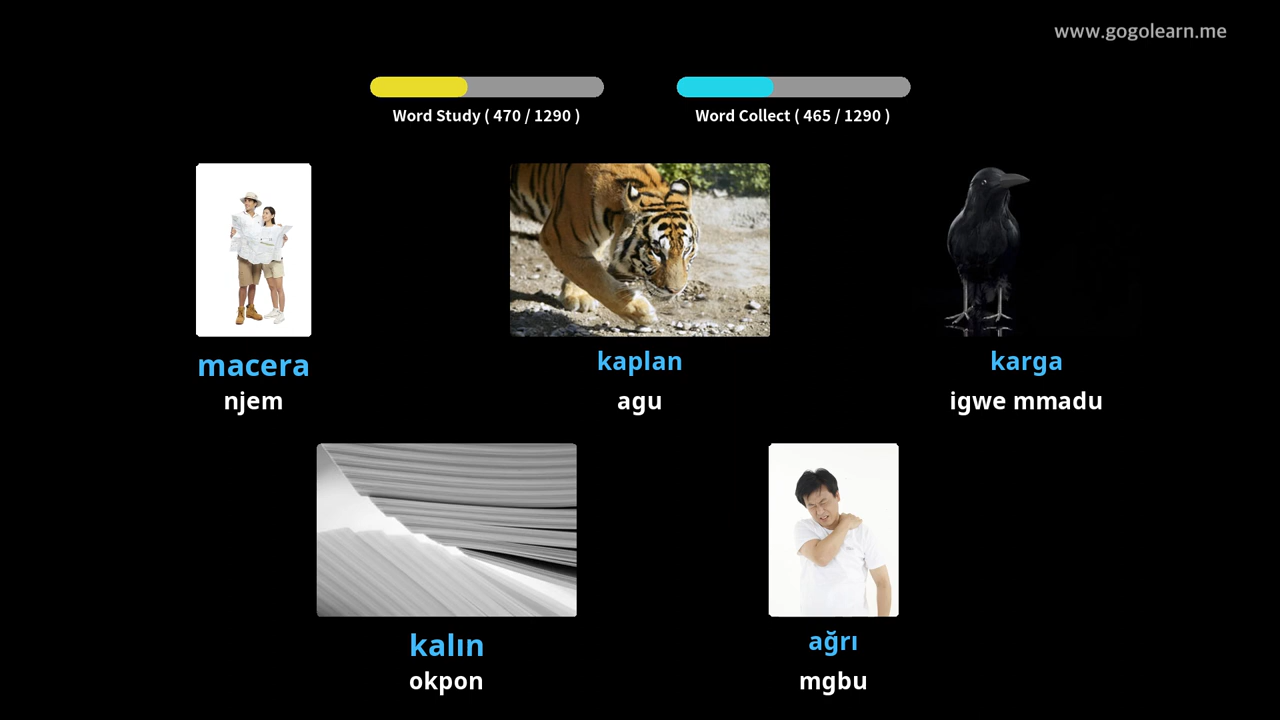 www.gogolearn.me
Word Study ( 470 / 1290 )
Word Collect ( 465 / 1290 )
macera
njem
kaplan
agu
karga
igwe mmadu
kalın
okpon
ağrı
mgbu